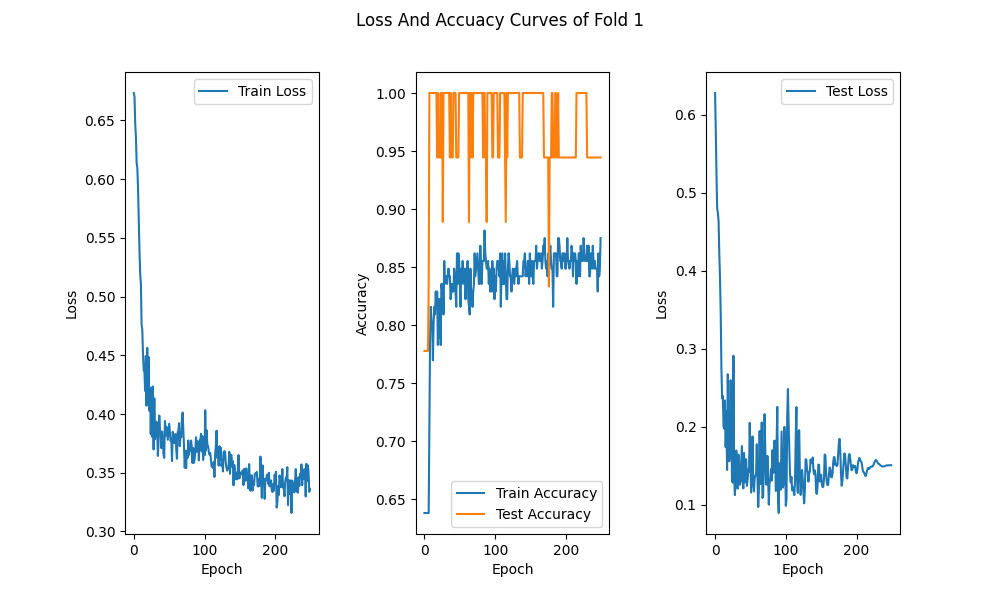 Loss And Accuacy Curves of Fold 1
Train Loss
0.65
0.60
0.55
0.50
0.45
0.40
0.35
0.30
Loss
0
100
200
Epoch
1.00
0.95
0.90
0.85
0.80
0.75
0.70
0.65
Accuracy
Train Accuracy
Test Accuracy
0
100
200
Epoch
Test Loss
0.6
0.5
0.4
0.3
0.2
0.1
Loss
0
100
200
Epoch